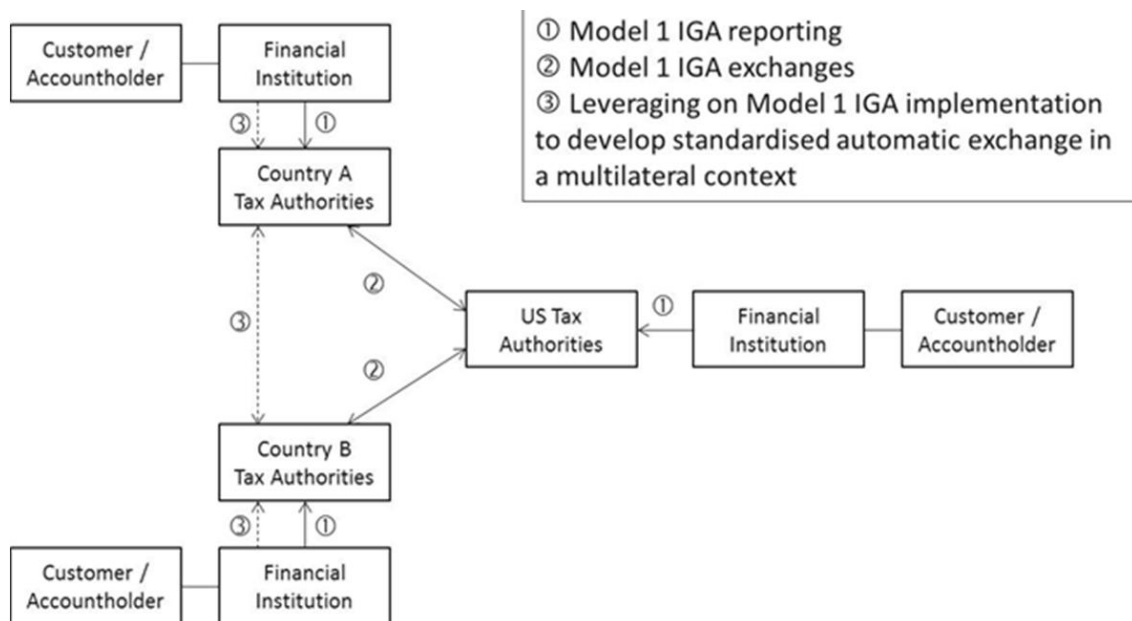 Customer /
Accountholder
Financial
Institution
① Model 1 IGA reporting
② Model 1 IGA exchanges
③ Leveraging on Model 1 IGA implementation
to develop standardised automatic exchange in
a multilateral context
③
①
Country A
Tax Authorities
②
③
US Tax
Authorities
①
Financial
Institution
Customer /
Accountholder
②
Country B
Tax Authorities
③
①
Customer /
Accountholder
Financial
Institution